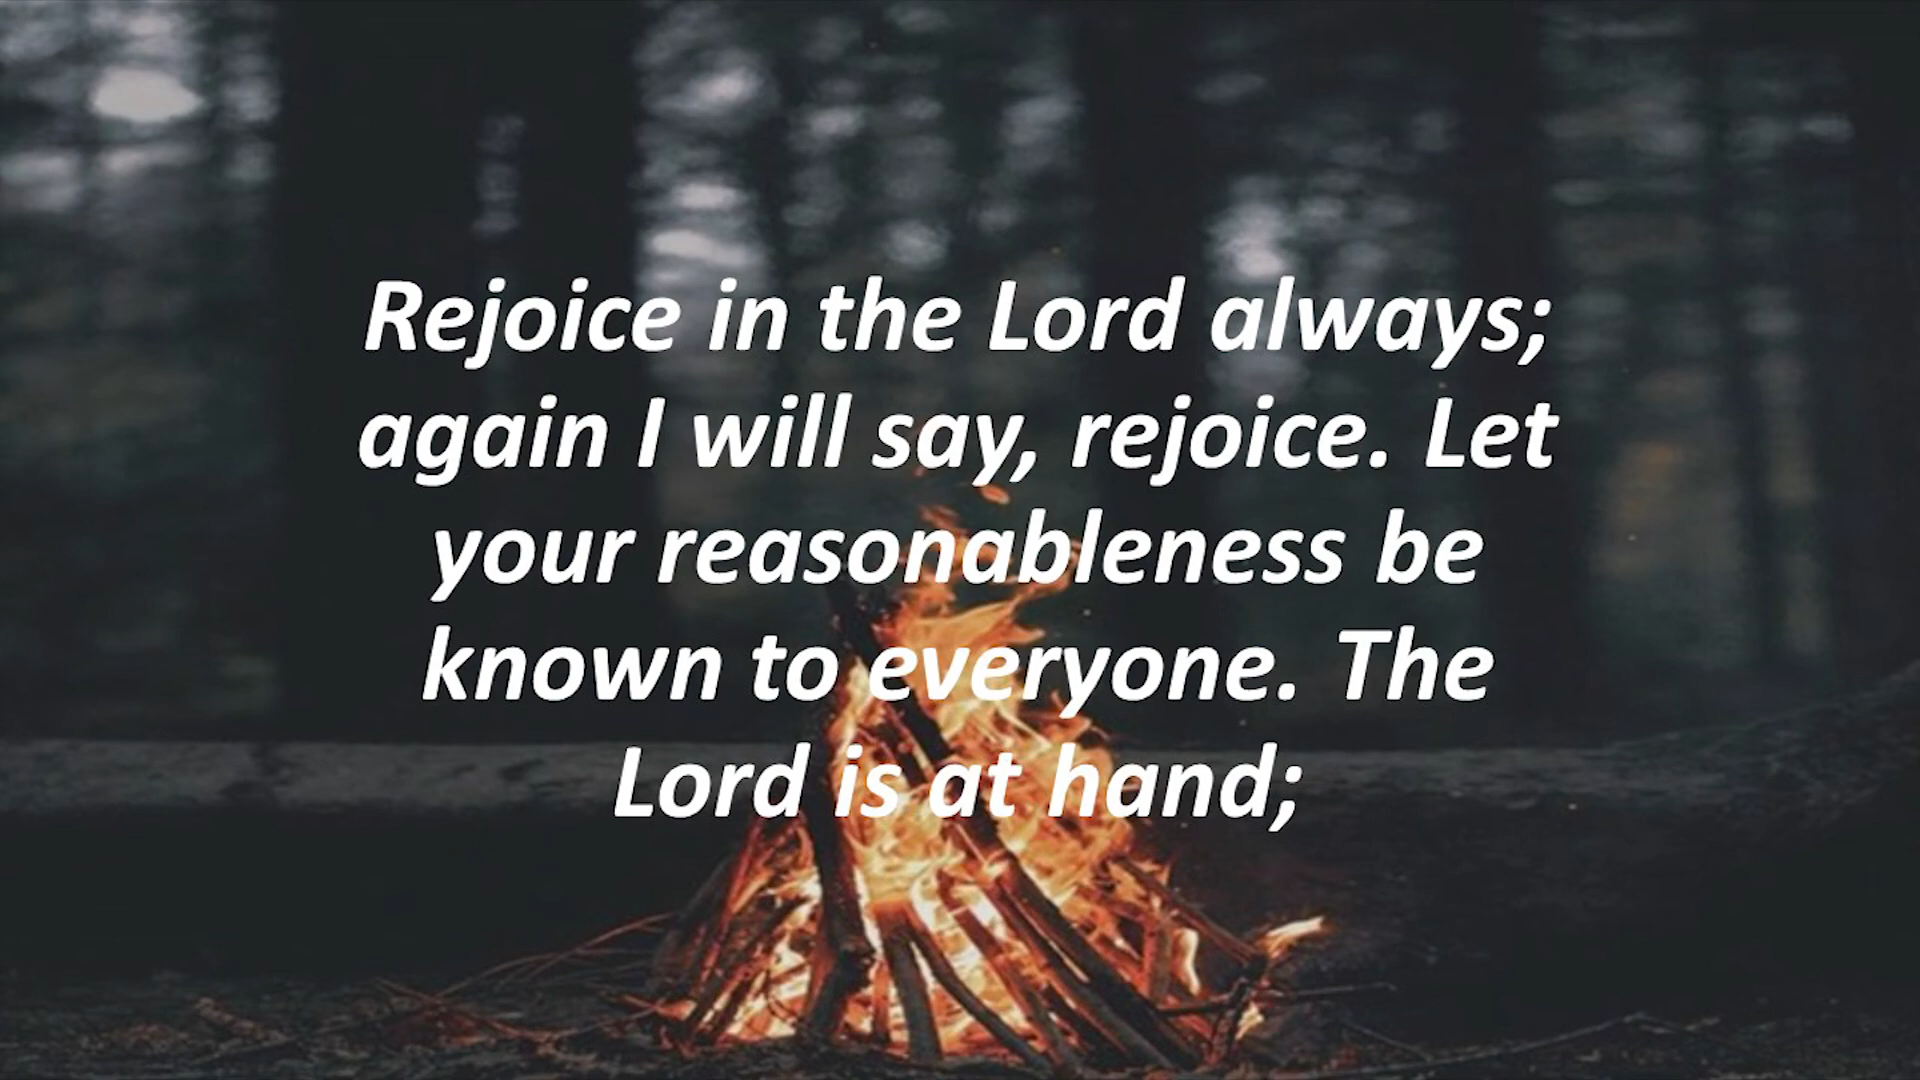 Rejoice in the Lord always;
again I will say, rejoice. Let
your reasonableness be
known to everyone. The
Lord is at hand;